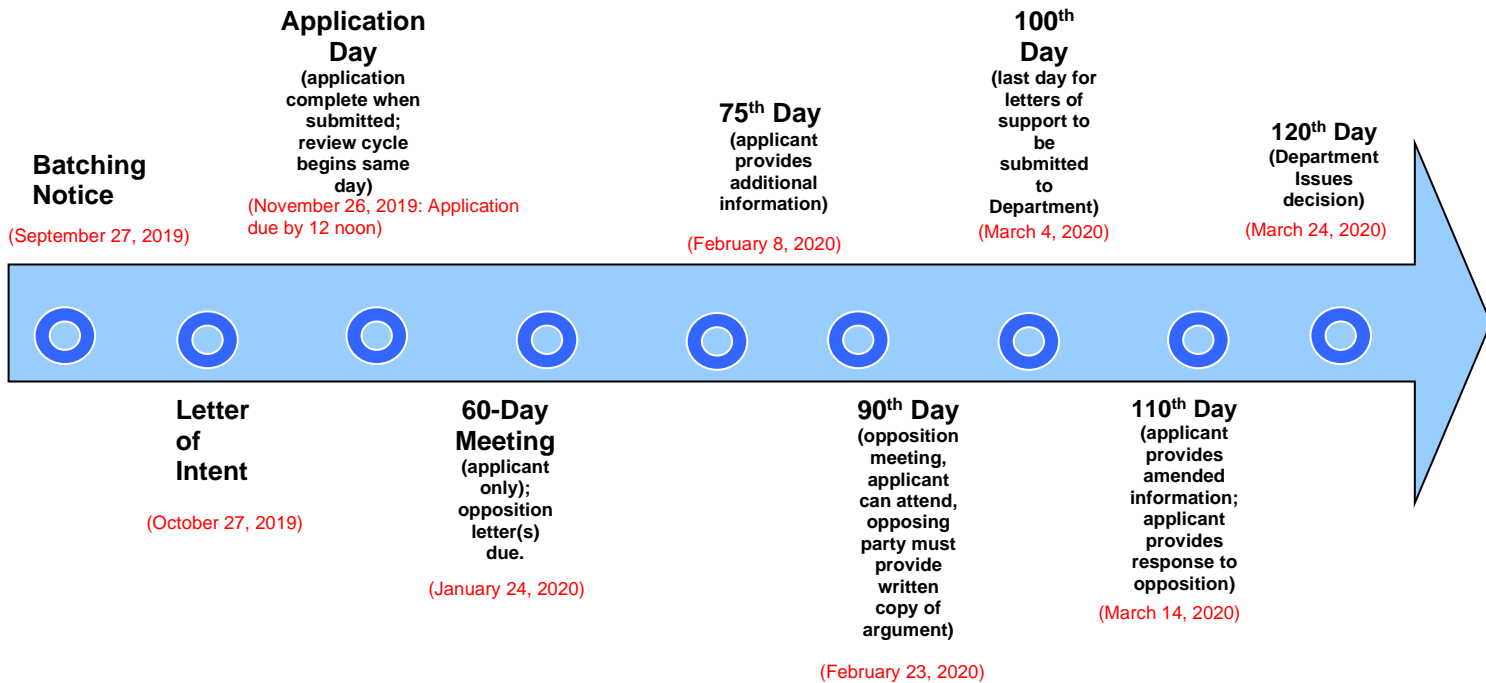 Batching
Notice
(September 27, 2019)
Letter
of
Intent
(October 27, 2019)
Application
Day
(application
complete when
submitted;
review cycle
begins same
day)
(November 26, 2019: Application
due by 12 noon)
60-Day
Meeting
(applicant
only);
opposition
letter(s)
due.
(January 24, 2020)
75th Day
(applicant
provides
additional
information)
(February 8, 2020)
90th Day
(opposition
meeting,
applicant
can attend,
opposing
party must
provide
written
copy of
argument)
(February 23, 2020)
100th
Day
(last day for
letters of
support to
be
submitted
to
Department)
(March 4, 2020)
110th Day
(applicant
provides
amended
information;
applicant
provides
response to
opposition)
(March 14, 2020)
120th Day
(Department
Issues
decision)
(March 24, 2020)